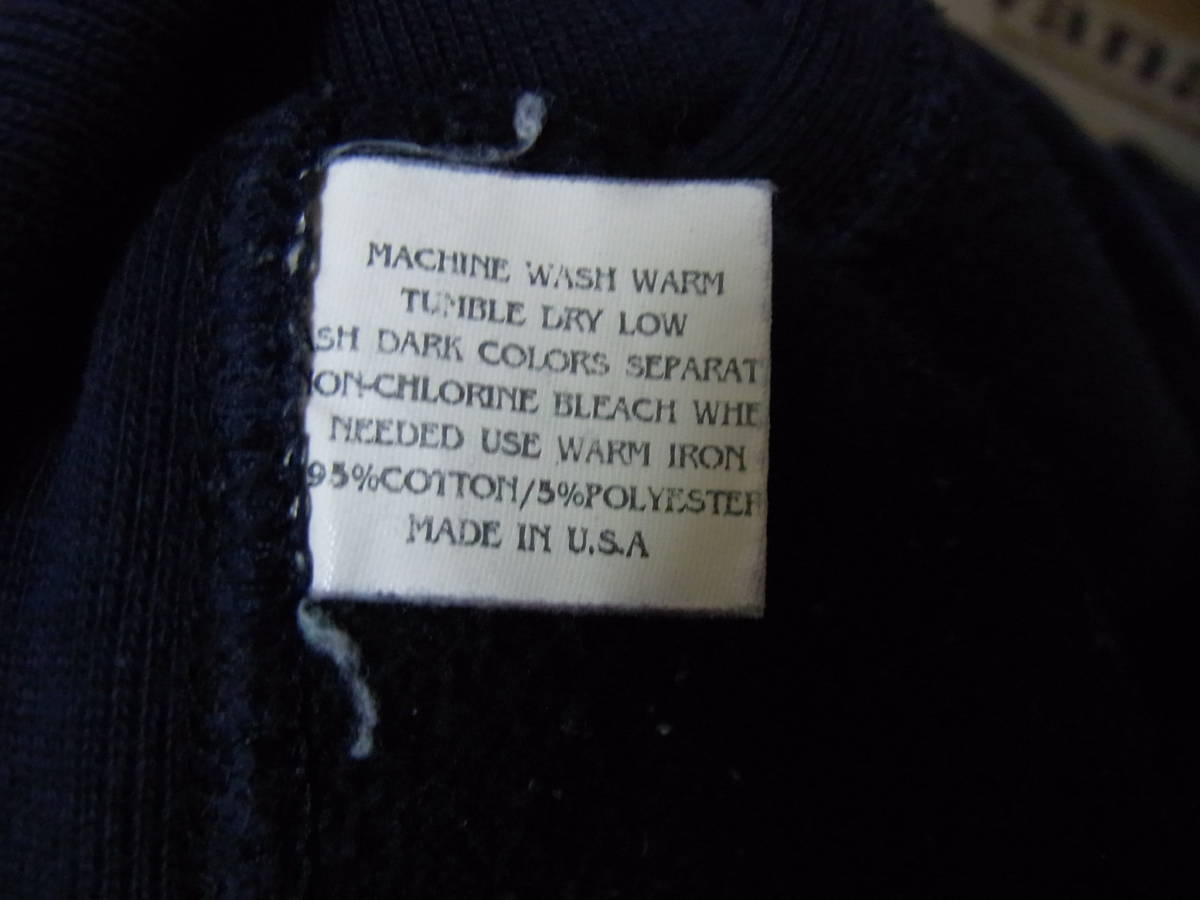 MACHINE WASH WARM
TUMBLE DRY LOW
SH DARK COLORS SEPARAT
ON-CHLORINE BLEACH WHE
NEEDED USE WARM IRON
95%COTTON/5%POLYESTER
MADE IN U.S.A